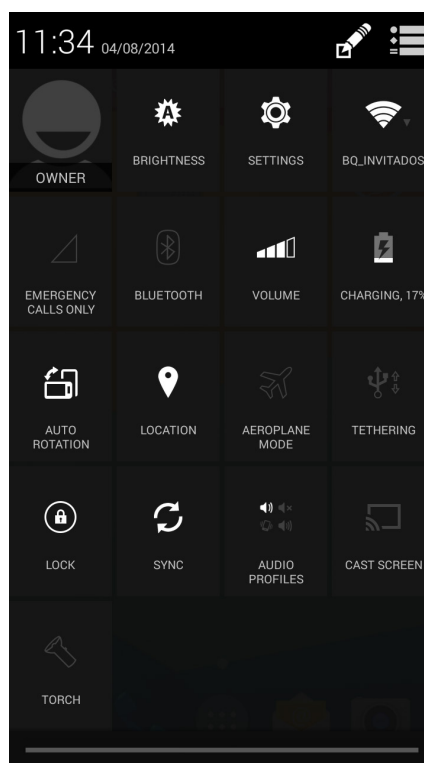 11:34 04/08/2014
OWNER
BRIGHTNESS
SETTINGS
BQ_INVITADOS
EMERGENCY
CALLS ONLY
BLUETOOTH
VOLUME
CHARGING, 17%
AUTO
ROTATION
LOCATION
AEROPLANE
MODE
TETHERING
LOCK
SYNC
AUDIO
PROFILES
CAST SCREEN
TORCH